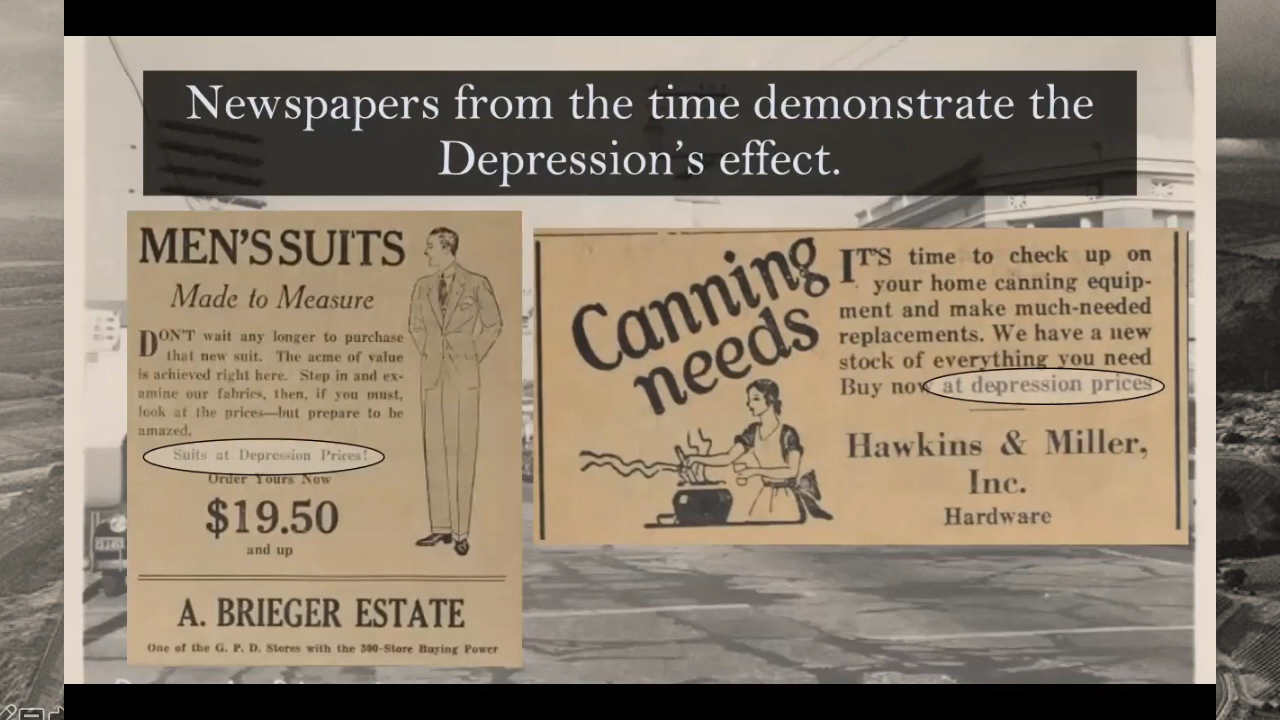 Newspapers from the time demonstrate the
Depression's effect.
MEN'S SUITS
Made to Measure
DON'T wait any longer to purchase
that new suit. The acme of value
is achieved right here. Step in and ex-
amine our fabrics, then, if you must,
look at the prices—but prepare to be
amazed.
Suits at Depression Prices!
Order Yours Now
$19.50
and up
A. BRIEGER ESTATE
One of the G. P. D. Stores with the 300-Store Buying Power
Canning
needs
IT'S time to check up on
your home canning equip-
ment and make much-needed
replacements. We have a new
stock of everything you need
Buy now at depression prices
Hawkins & Miller,
Inc.
Hardware